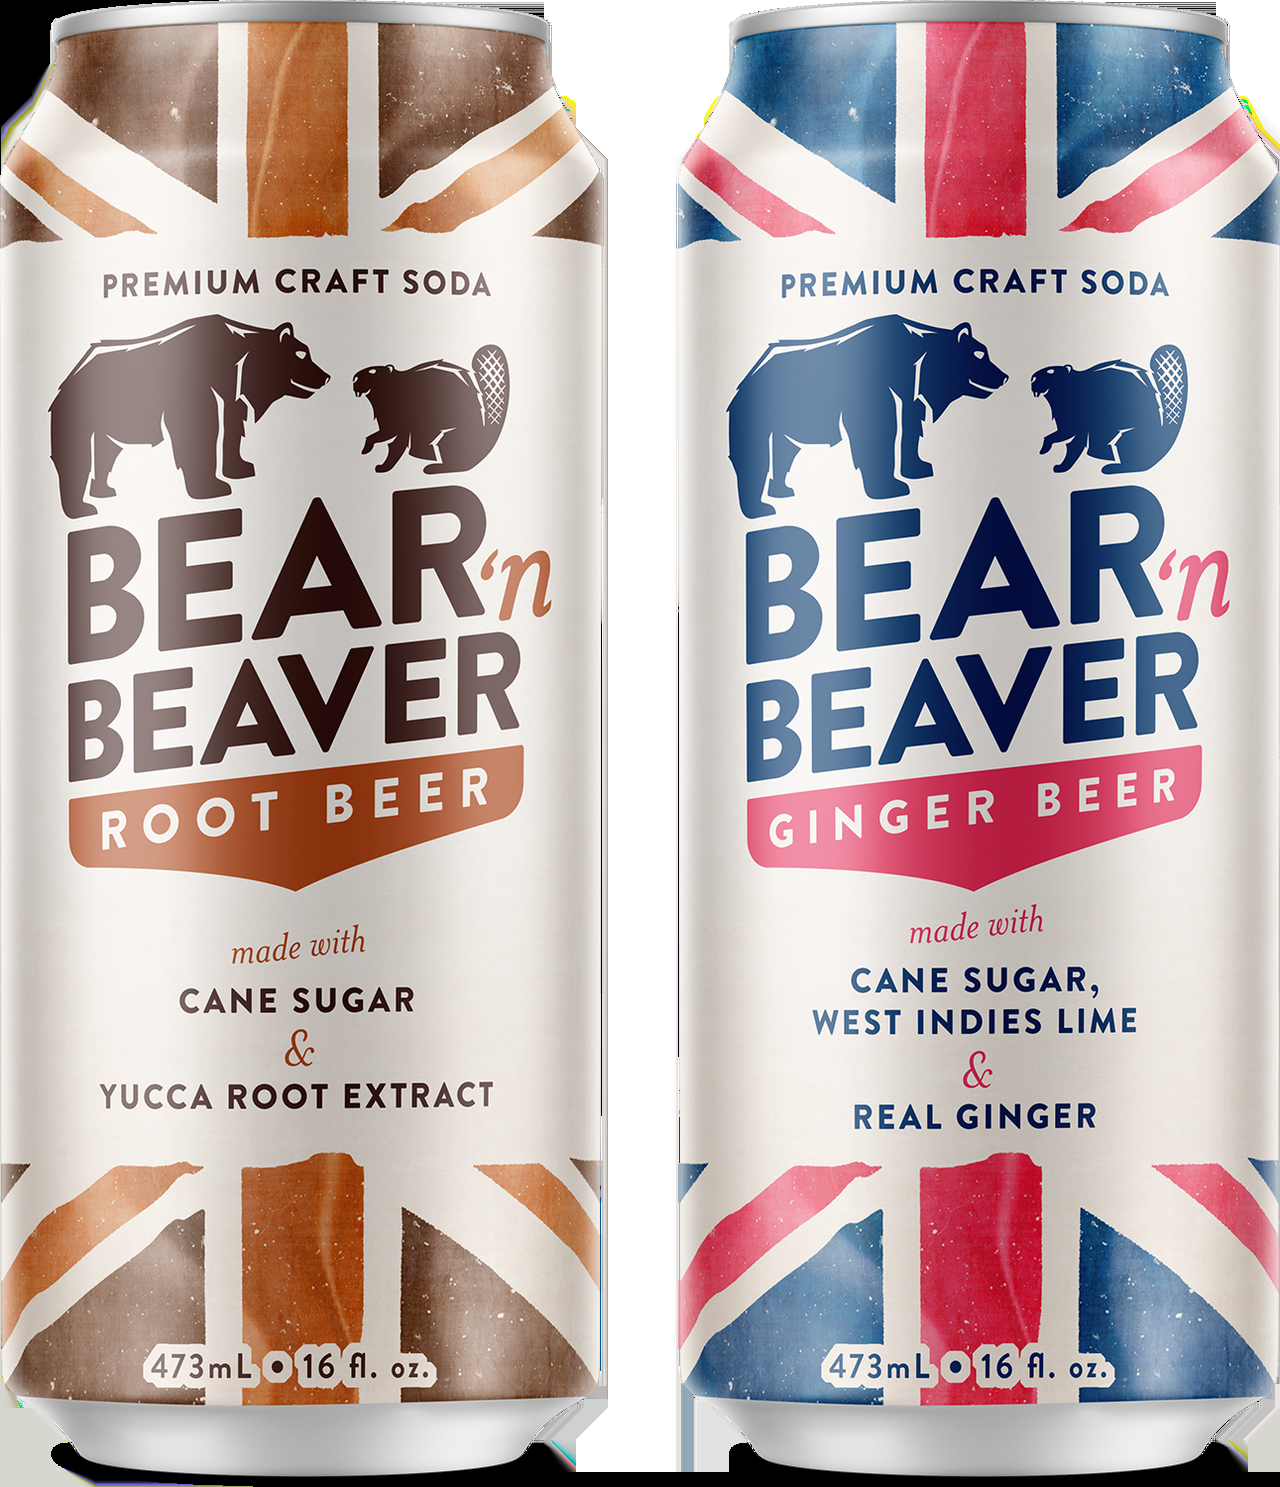 PREMIUM CRAFT SODA
BEAR ‘n
BEAVER
ROOT BEER
made with
CANE SUGAR
&
YUCCA ROOT EXTRACT
473mL • 16 fl. oz.
PREMIUM CRAFT SODA
BEAR ‘n
BEAVER
GINGER BEER
made with
CANE SUGAR,
WEST INDIES LIME
&
REAL GINGER
473mL • 16 fl. oz.